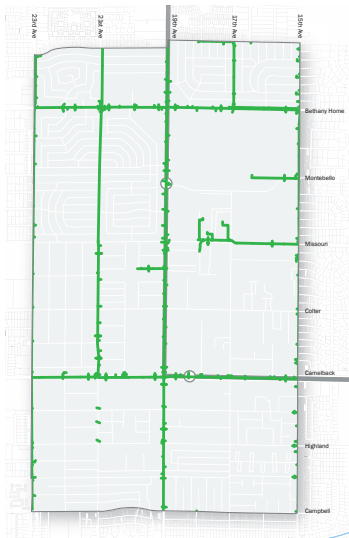 23rd Ave
21st Ave
19th Ave
17th Ave
15th Ave
Bethany Home
Montebello
Missouri
Colter
Camelback
Highland
Campbell